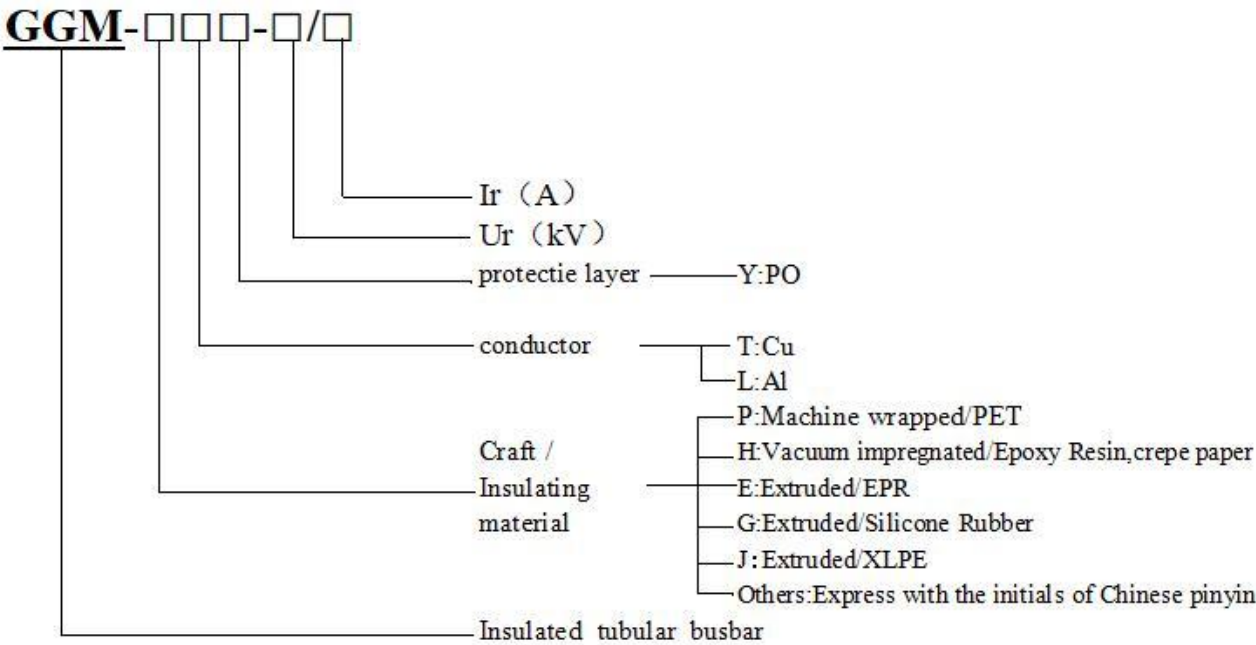 GGM-□□□-□/□
Ir（A）
Ur（kV）
protectie layer
Y:PO
conductor
T:Cu
L:Al
P:Machine wrapped/PET
Craft /
Insulating
material
H:Vacuum impregnated/Epoxy Resin,crepe paper
E:Extruded/EPR
G:Extruded/Silicone Rubber
J:Extruded/XLPE
Others:Express with the initials of Chinese pinyin
Insulated tubular busbar